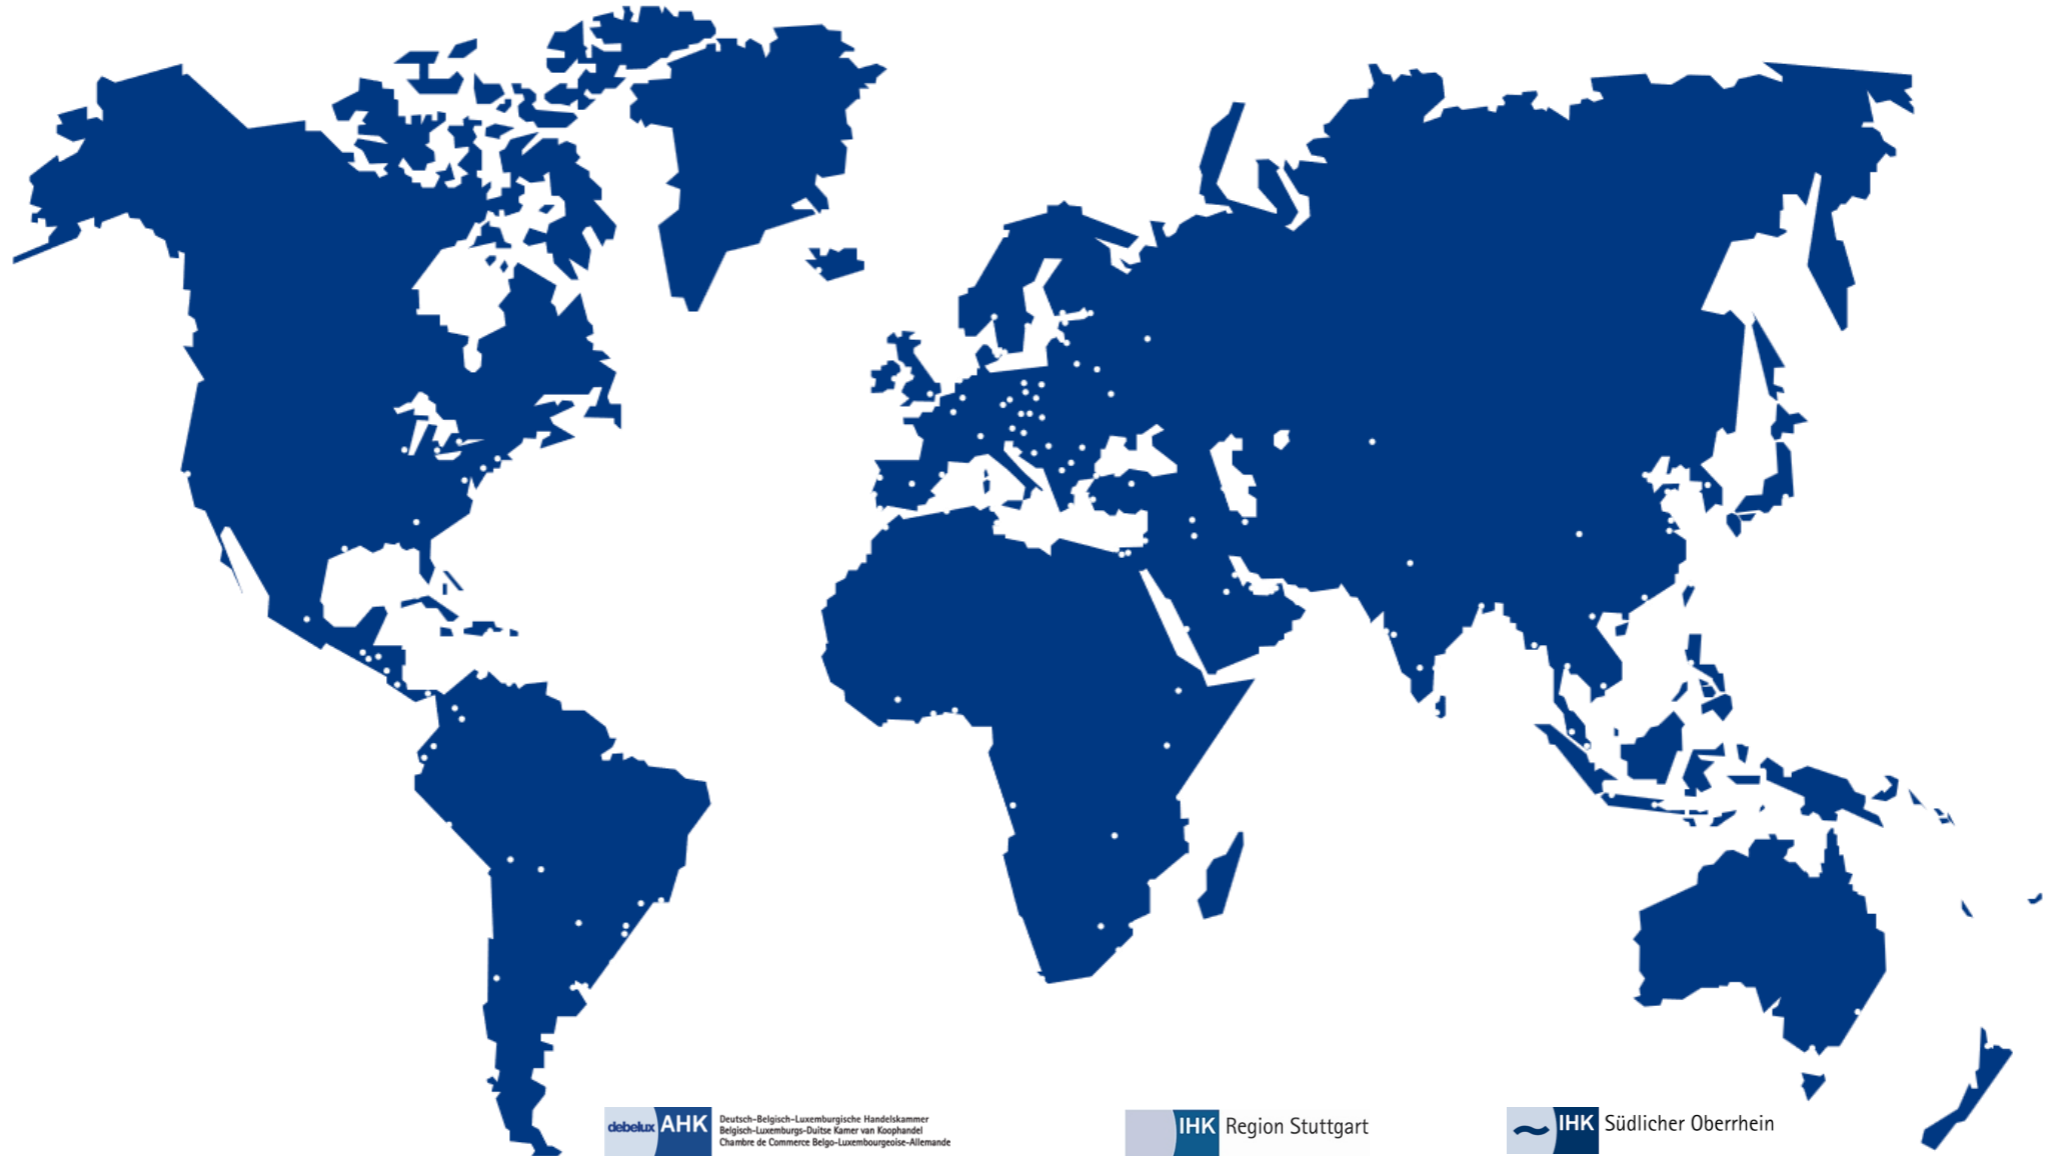 debelux AHK
Deutsch-Belgisch-Luxemburgische Handelskammer
Belgisch-Luxemburgs-Duitse Kamer van Koophandel
Chambre de Commerce Belgo-Luxembourgeoise-Allemande
IHK Region Stuttgart
IHK Südlicher Oberrhein